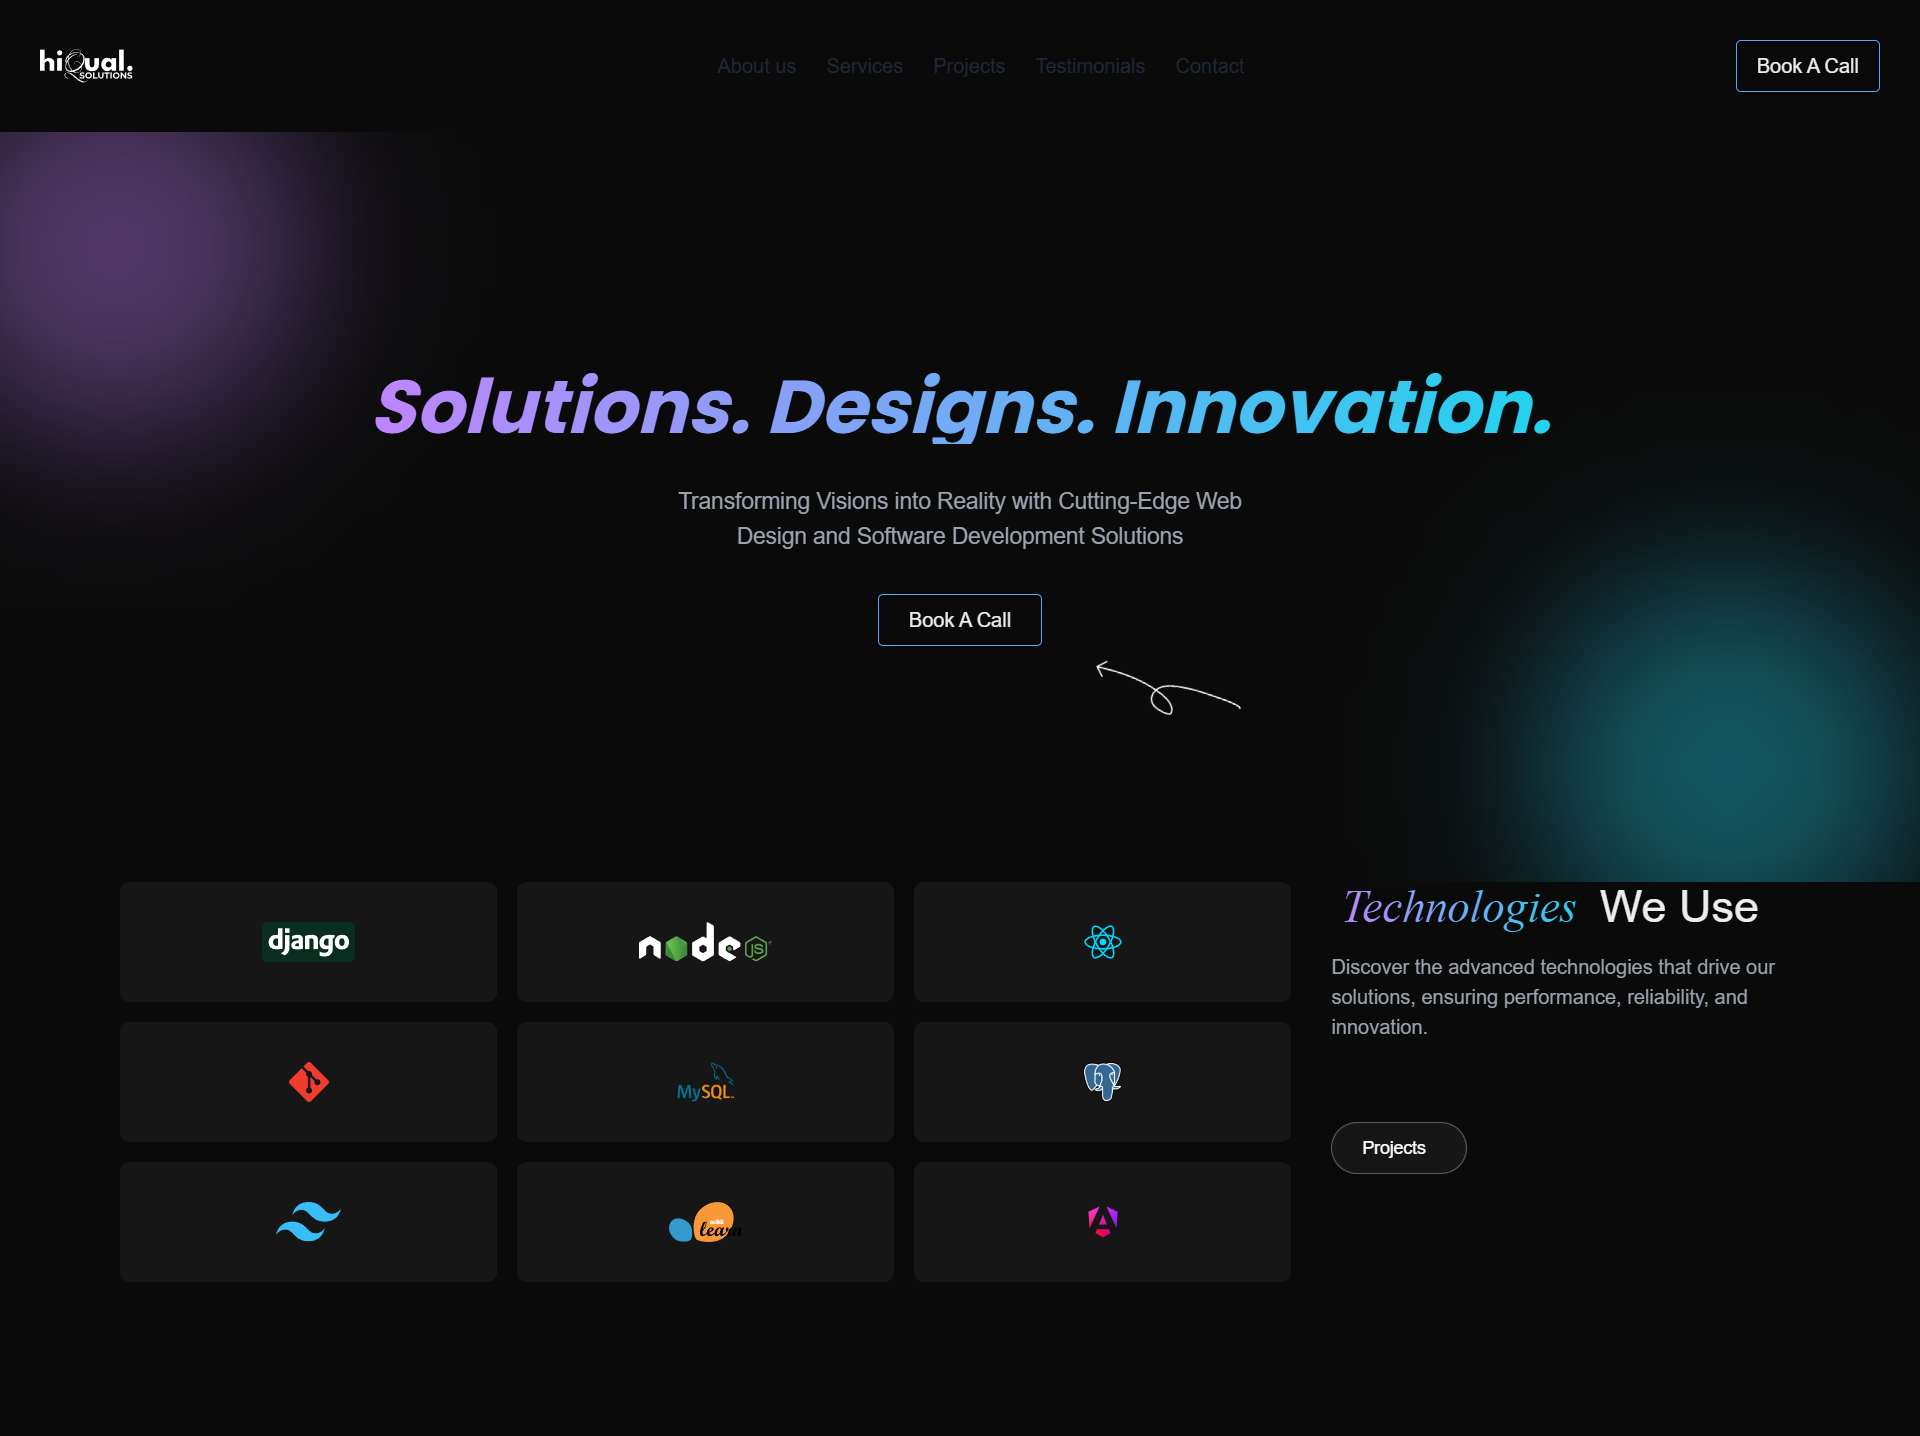 hiQual.
SOLUTIONS
About us
Services
Projects
Testimonials
Contact
Book A Call
Solutions. Designs. Innovation.
Transforming Visions into Reality with Cutting-Edge Web
Design and Software Development Solutions
Book A Call
django
node
JS
Technologies We Use
Discover the advanced technologies that drive our
solutions, ensuring performance, reliability, and
innovation.
MySQL
Projects
scikit
learn